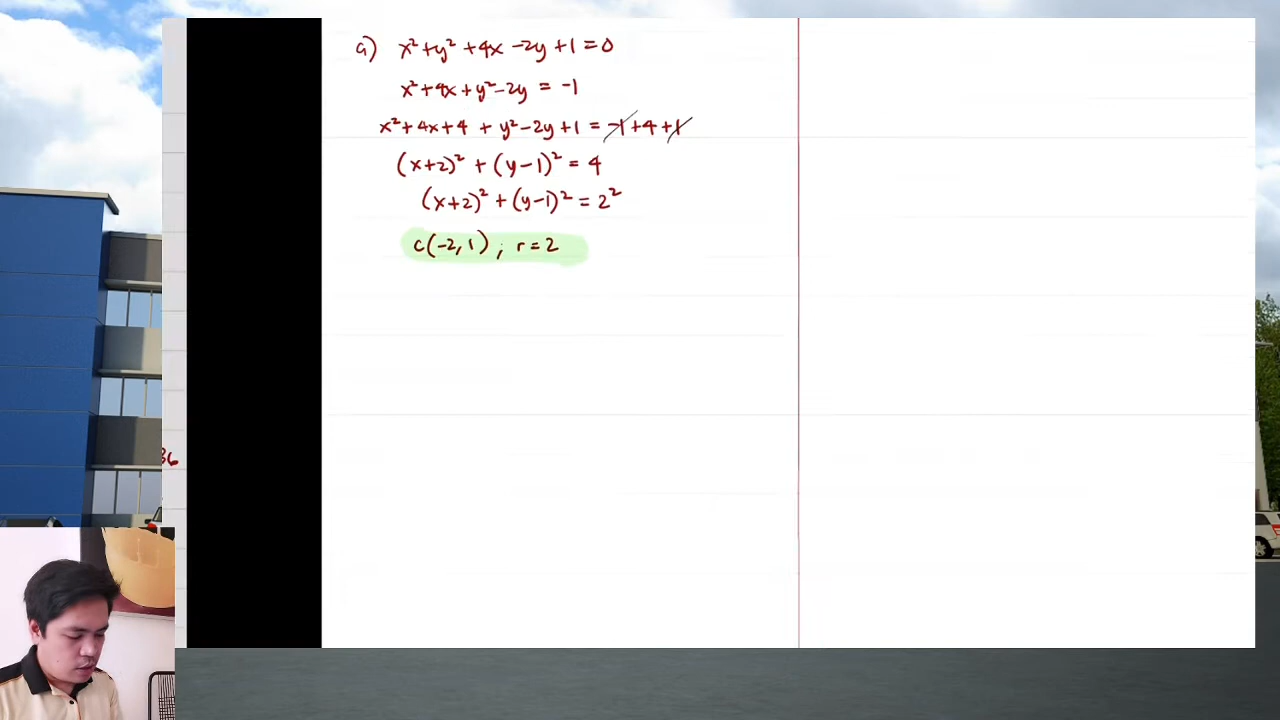 a) x² + y² + 4x - 2y + 1 = 0
x² + 4x + y² - 2y = -1
x² + 4x + 4 + y² - 2y + 1 = -1 + 4 + 1
(x+2)² + (y-1)² = 4
(x+2)² + (y-1)² = 2²
C(-2, 1) ; r = 2
36